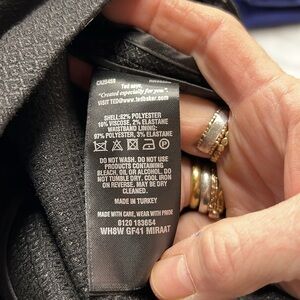 CA26459
Ted says,
"Created especially for you"
VISIT TED@www.tedbaker.com
SHELL:82% POLYESTER
16% VISCOSE, 2% ELASTANE
WAISTBAND LINING:
97% POLYESTER, 3% ELASTANE
DO NOT WASH. DO NOT USE
PRODUCTS CONTAINING
BLEACH, OIL, OR ALCOHOL. DO
NOT TUMBLE DRY. COOL IRON
ON REVERSE. MAY BE DRY
CLEANED.
MADE IN TURKEY
MADE WITH CARE, WEAR WITH PRIDE
0120 183654
WH8W GF41 MIRAAT